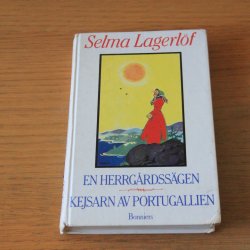 Selma Lagerlöf
EN HERRGÅRDSSÄGEN
KEJSARN AV PORTUGALLIEN
Bonniers